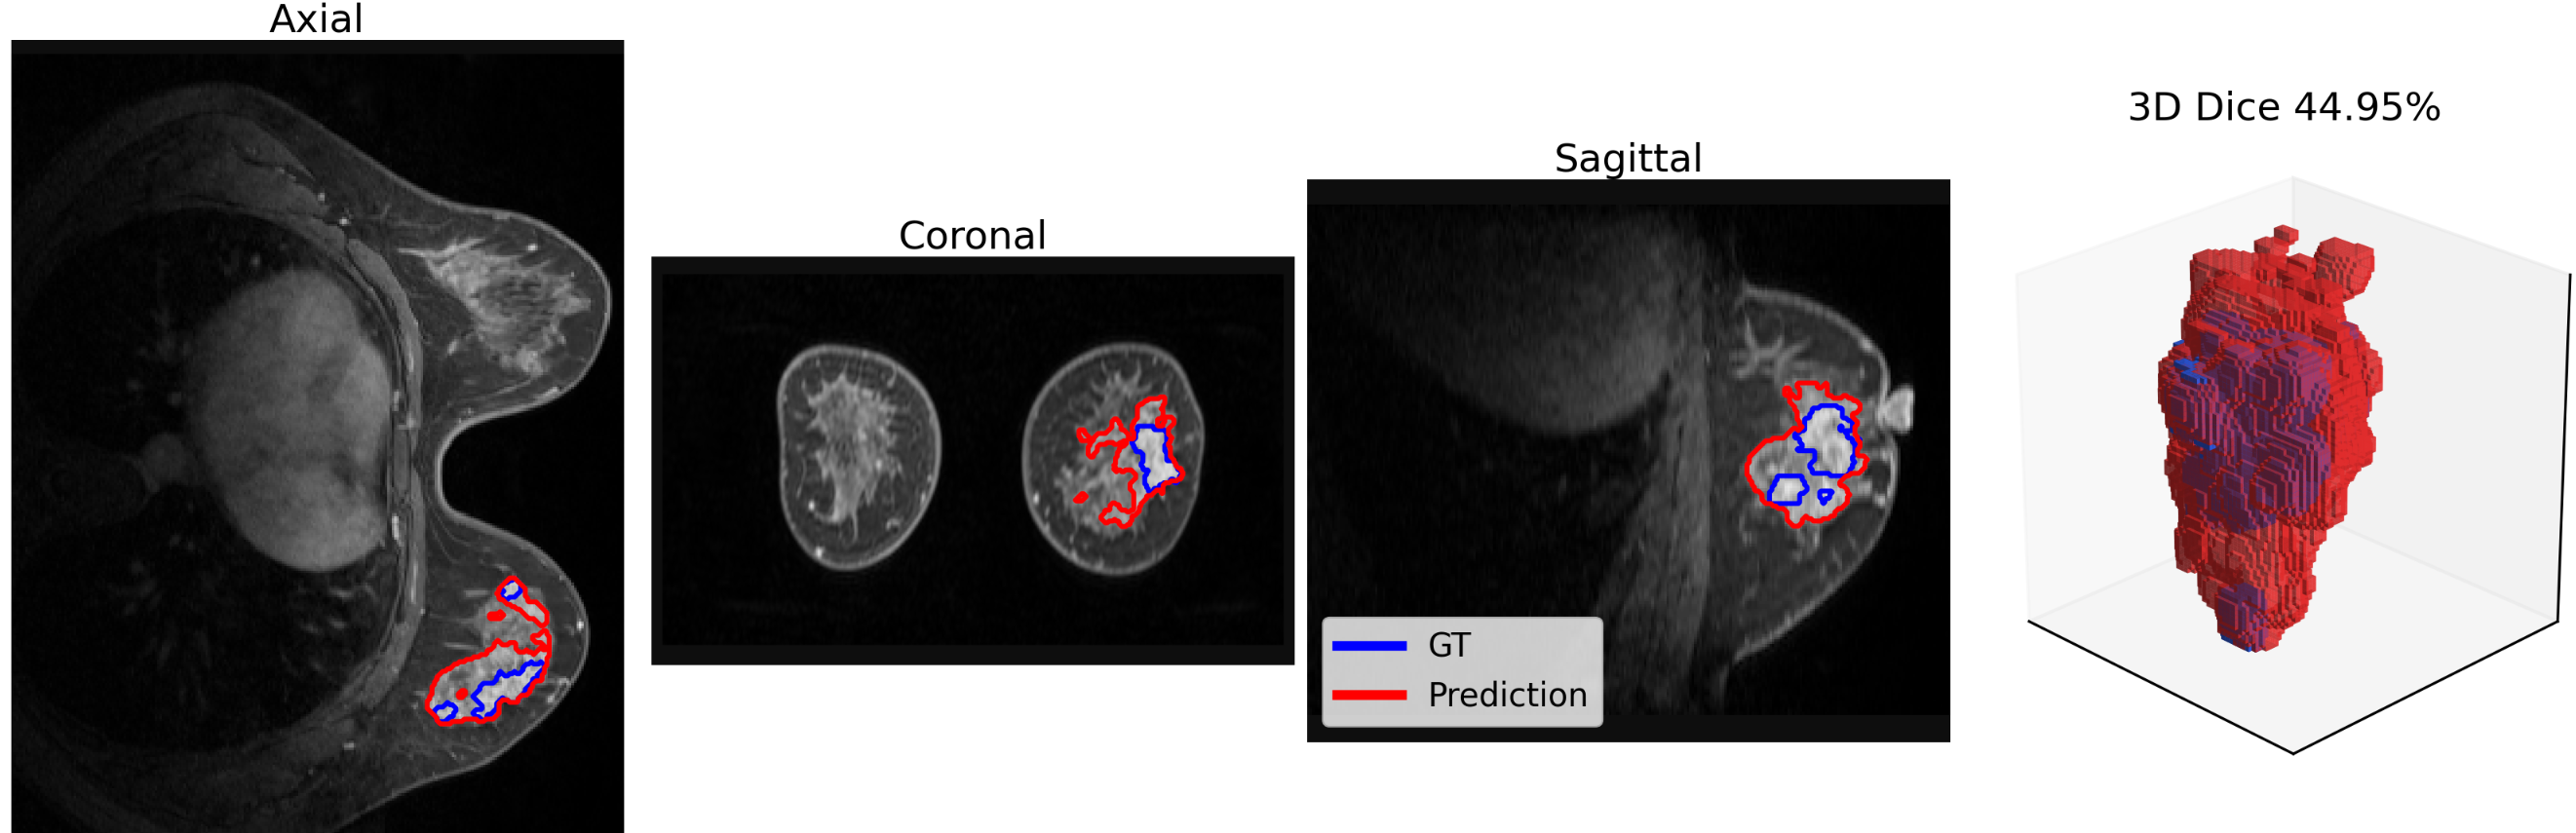 Axial
Coronal
Sagittal
3D Dice 44.95%
GT
Prediction